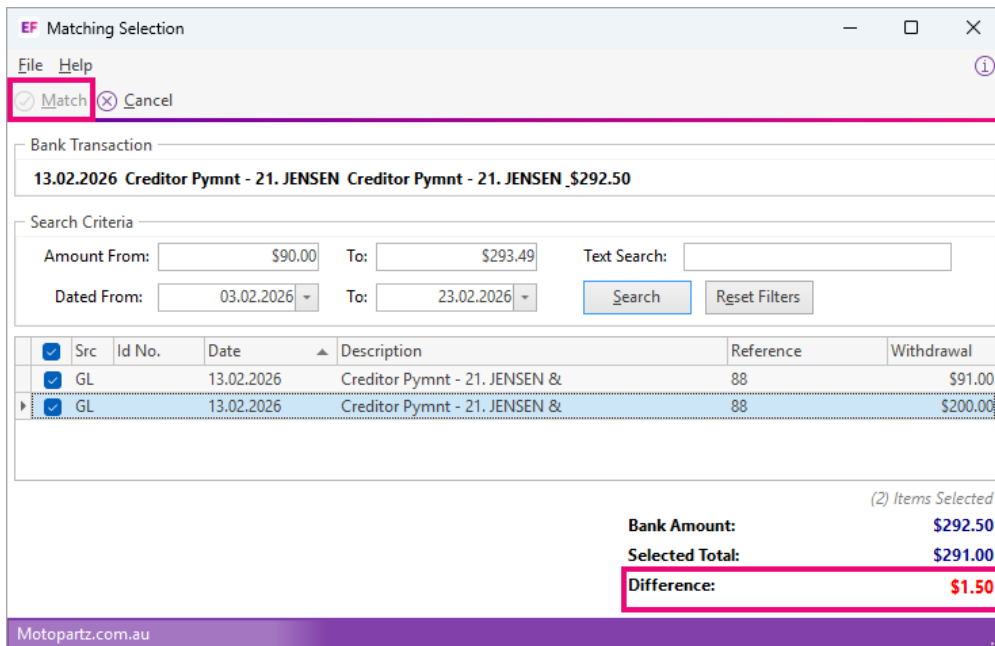 EF Matching Selection
File Help
Match Cancel
Bank Transaction
13.02.2026 Creditor Pymnt - 21. JENSEN Creditor Pymnt - 21. JENSEN _$292.50
Search Criteria
Amount From: $90.00 To: $293.49 Text Search:
Dated From: 03.02.2026 To: 23.02.2026 Search Reset Filters
Src Id No. Date Description Reference Withdrawal
GL 13.02.2026 Creditor Pymnt - 21. JENSEN & 88 $91.00
GL 13.02.2026 Creditor Pymnt - 21. JENSEN & 88 $200.00
(2) Items Selected
Bank Amount: $292.50
Selected Total: $291.00
Difference: $1.50
Motopartz.com.au